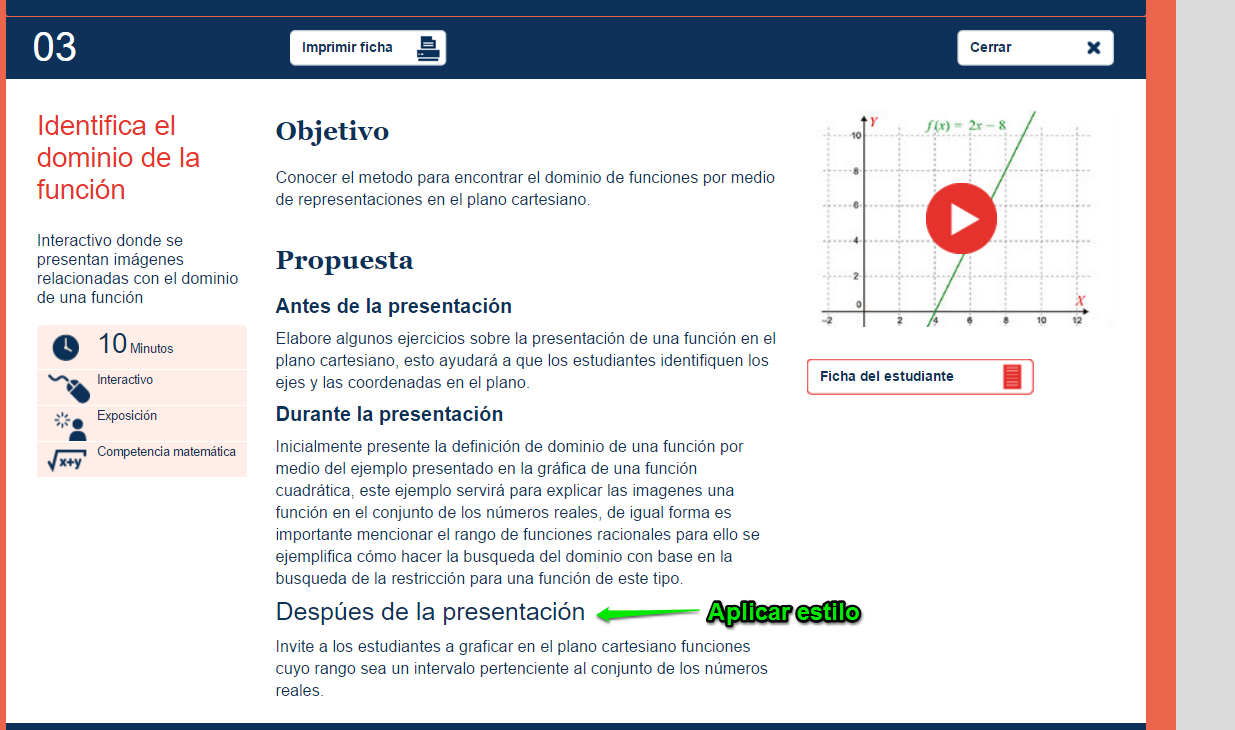 03
Imprimir ficha
Cerrar
Identifica el
dominio de la
función
Interactivo donde se
presentan imágenes
relacionadas con el dominio
de una función
10 Minutos
Interactivo
Exposición
Competencia matemática
√x+y
Objetivo
Conocer el metodo para encontrar el dominio de funciones por medio
de representaciones en el plano cartesiano.
Propuesta
Antes de la presentación
Elabore algunos ejercicios sobre la presentación de una función en el
plano cartesiano, esto ayudará a que los estudiantes identifiquen los
ejes y las coordenadas en el plano.
Durante la presentación
Inicialmente presente la definición de dominio de una función por
medio del ejemplo presentado en la gráfica de una función
cuadrática, este ejemplo servirá para explicar las imagenes una
función en el conjunto de los números reales, de igual forma es
importante mencionar el rango de funciones racionales para ello se
ejemplifica cómo hacer la busqueda del dominio con base en la
busqueda de la restricción para una función de este tipo.
Despúes de la presentación
Aplicar estilo
Invite a los estudiantes a graficar en el plano cartesiano funciones
cuyo rango sea un intervalo pertenciente al conjunto de los números
reales.
Y
f(x) = 2x – 8
10
8
6
4
2
0
X
–2 2 4 6 8 10 12
Ficha del estudiante